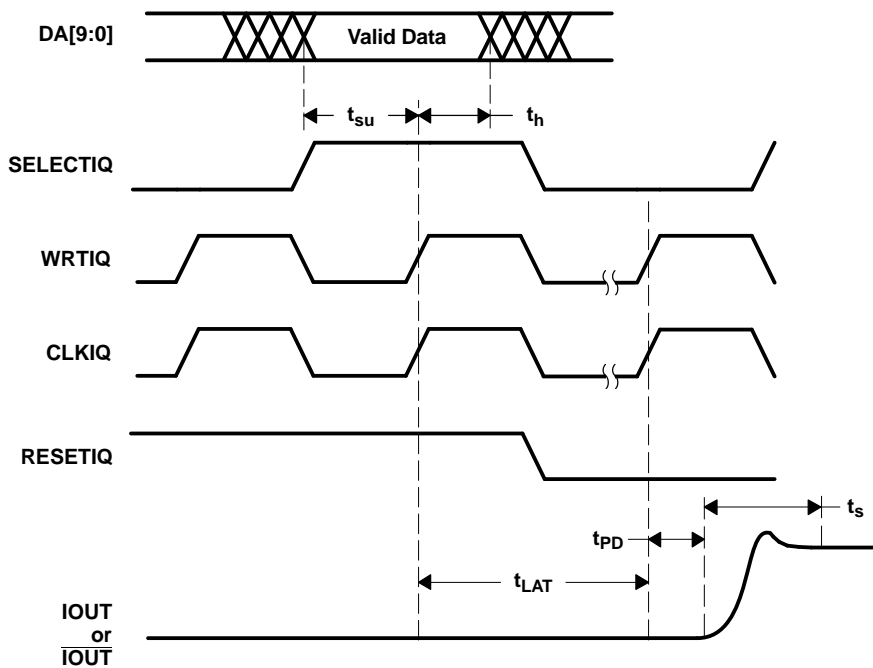 DA[9:0]
Valid Data
tsu
th
SELECTIQ
WRTIQ
CLKIQ
RESETIQ
ts
tPD
tLAT
IOUT
or
IOUT